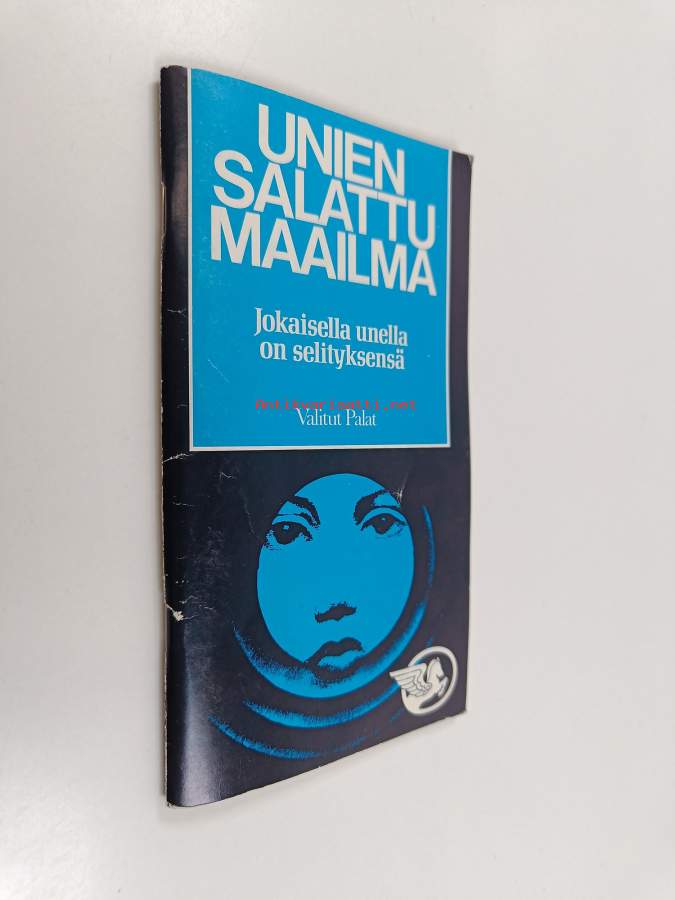 UNIEN
SALATTU
MAAILMA
Jokaisella unella
on selityksensä
Antikvariaatti.net
Valitut Palat